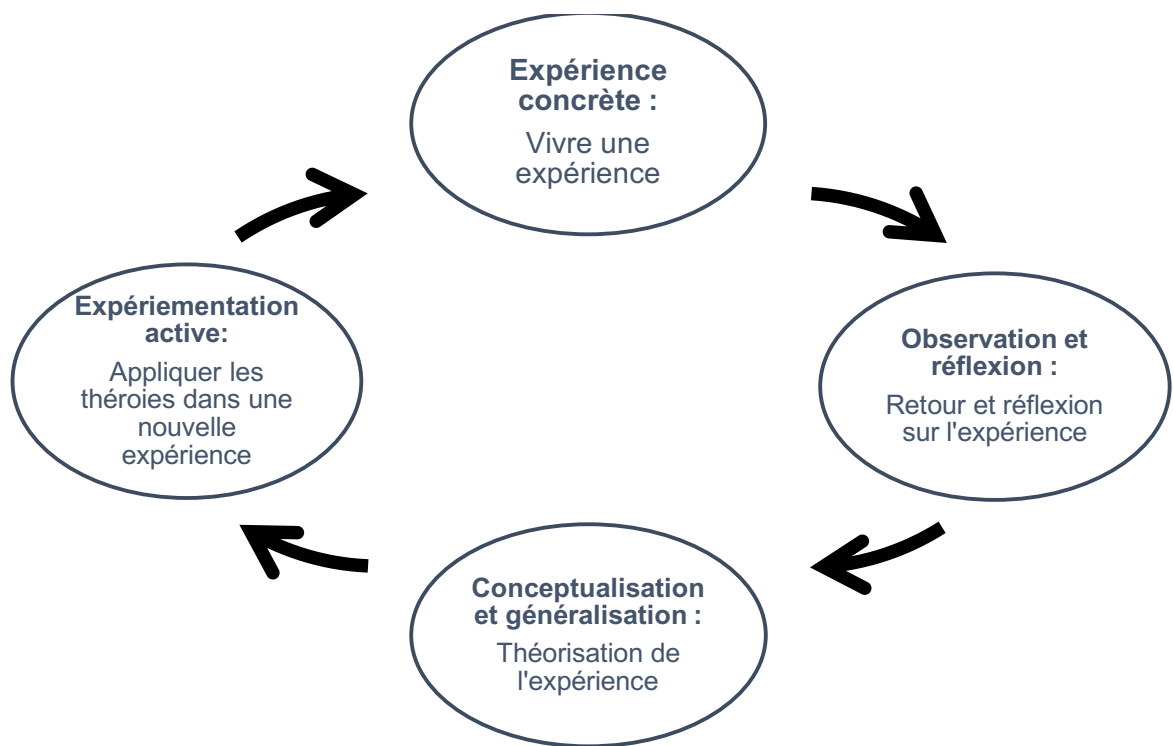 Expérience
concrète :
Vivre une
expérience
Observation et
réflexion :
Retour et réflexion
sur l'expérience
Conceptualisation
et généralisation :
Théorisation de
l'expérience
Expériementation
active:
Appliquer les
théroies dans une
nouvelle
expérience